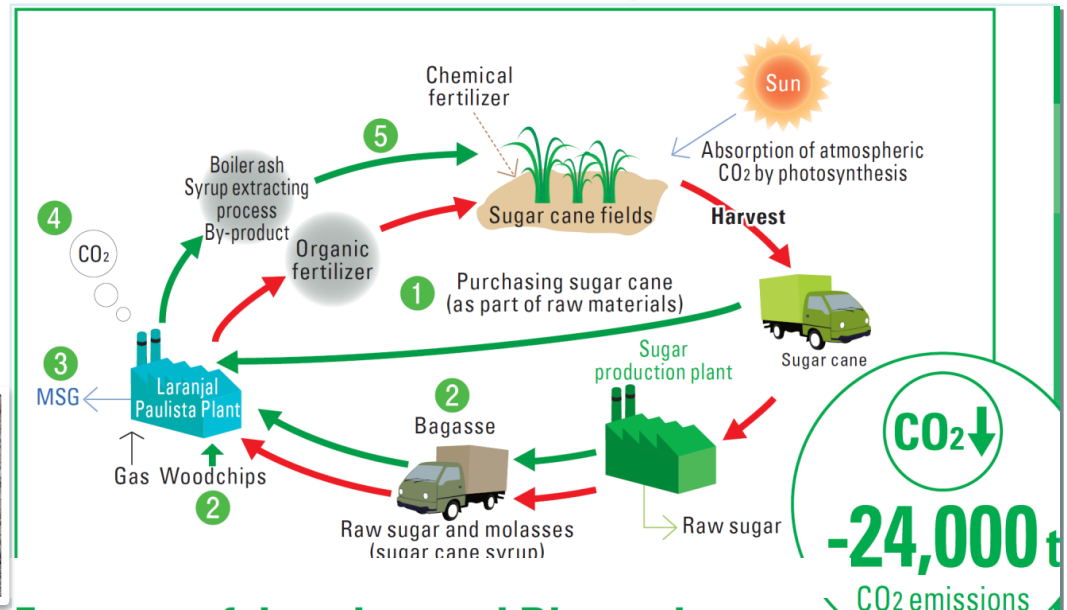 Chemical
fertilizer
Sun
5
Boiler ash
Syrup extracting
process
By-product
Absorption of atmospheric
CO2 by photosynthesis
Sugar cane fields
Harvest
4
CO2
Organic
fertilizer
1
Purchasing sugar cane
(as part of raw materials)
Sugar cane
Sugar
production plant
3
MSG
Laranjal
Paulista Plant
2
Bagasse
Gas
Woodchips
2
Raw sugar and molasses
(sugar cane syrup)
Raw sugar
CO2
-24,000 t
CO2 emissions